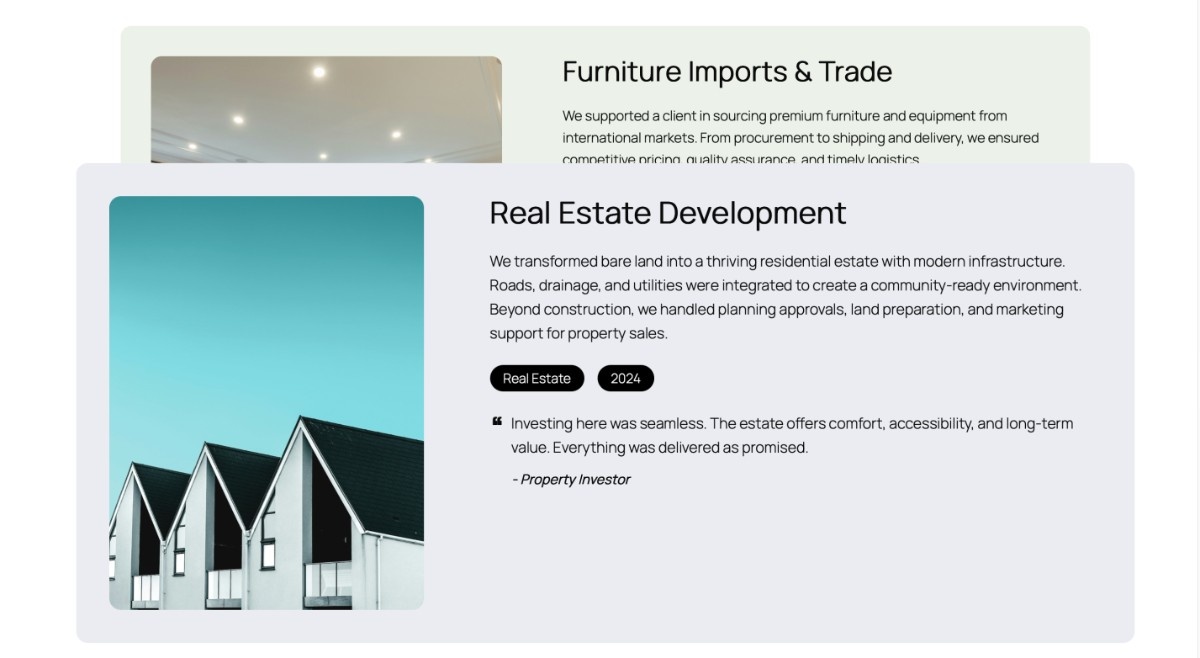 Furniture Imports & Trade
We supported a client in sourcing premium furniture and equipment from
international markets. From procurement to shipping and delivery, we ensured
competitive pricing, quality assurance, and timely logistics.
Real Estate Development
We transformed bare land into a thriving residential estate with modern infrastructure.
Roads, drainage, and utilities were integrated to create a community-ready environment.
Beyond construction, we handled planning approvals, land preparation, and marketing
support for property sales.
Real Estate 2024
❝ Investing here was seamless. The estate offers comfort, accessibility, and long-term
value. Everything was delivered as promised.
- Property Investor